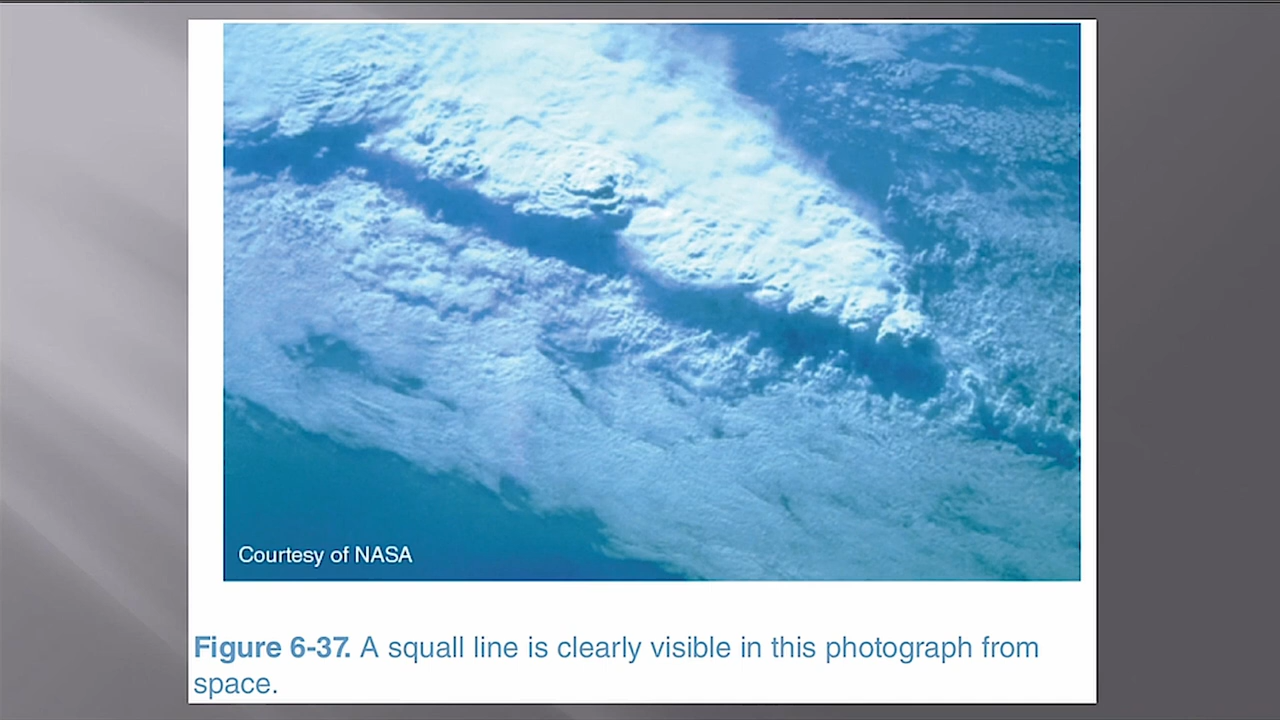 Courtesy of NASA
Figure 6-37. A squall line is clearly visible in this photograph from
space.